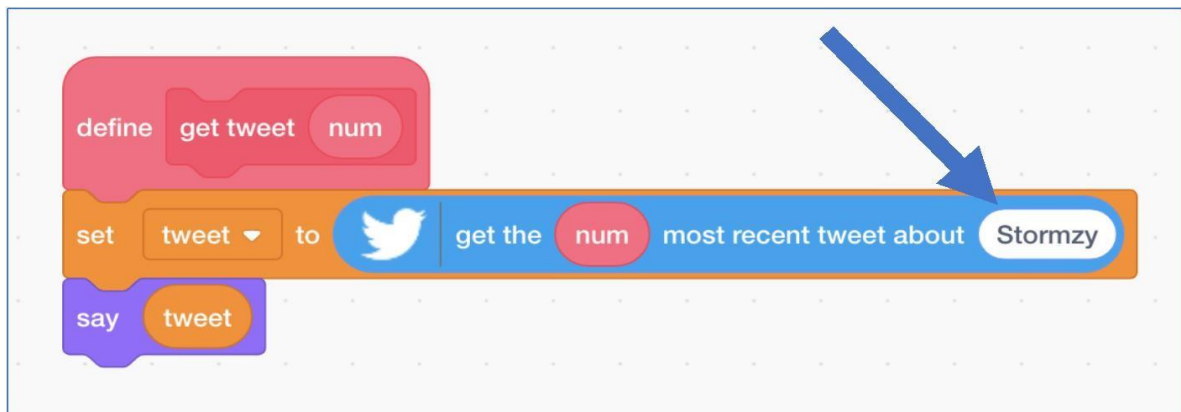 define get tweet num
set tweet to get the num most recent tweet about Stormzy
say tweet